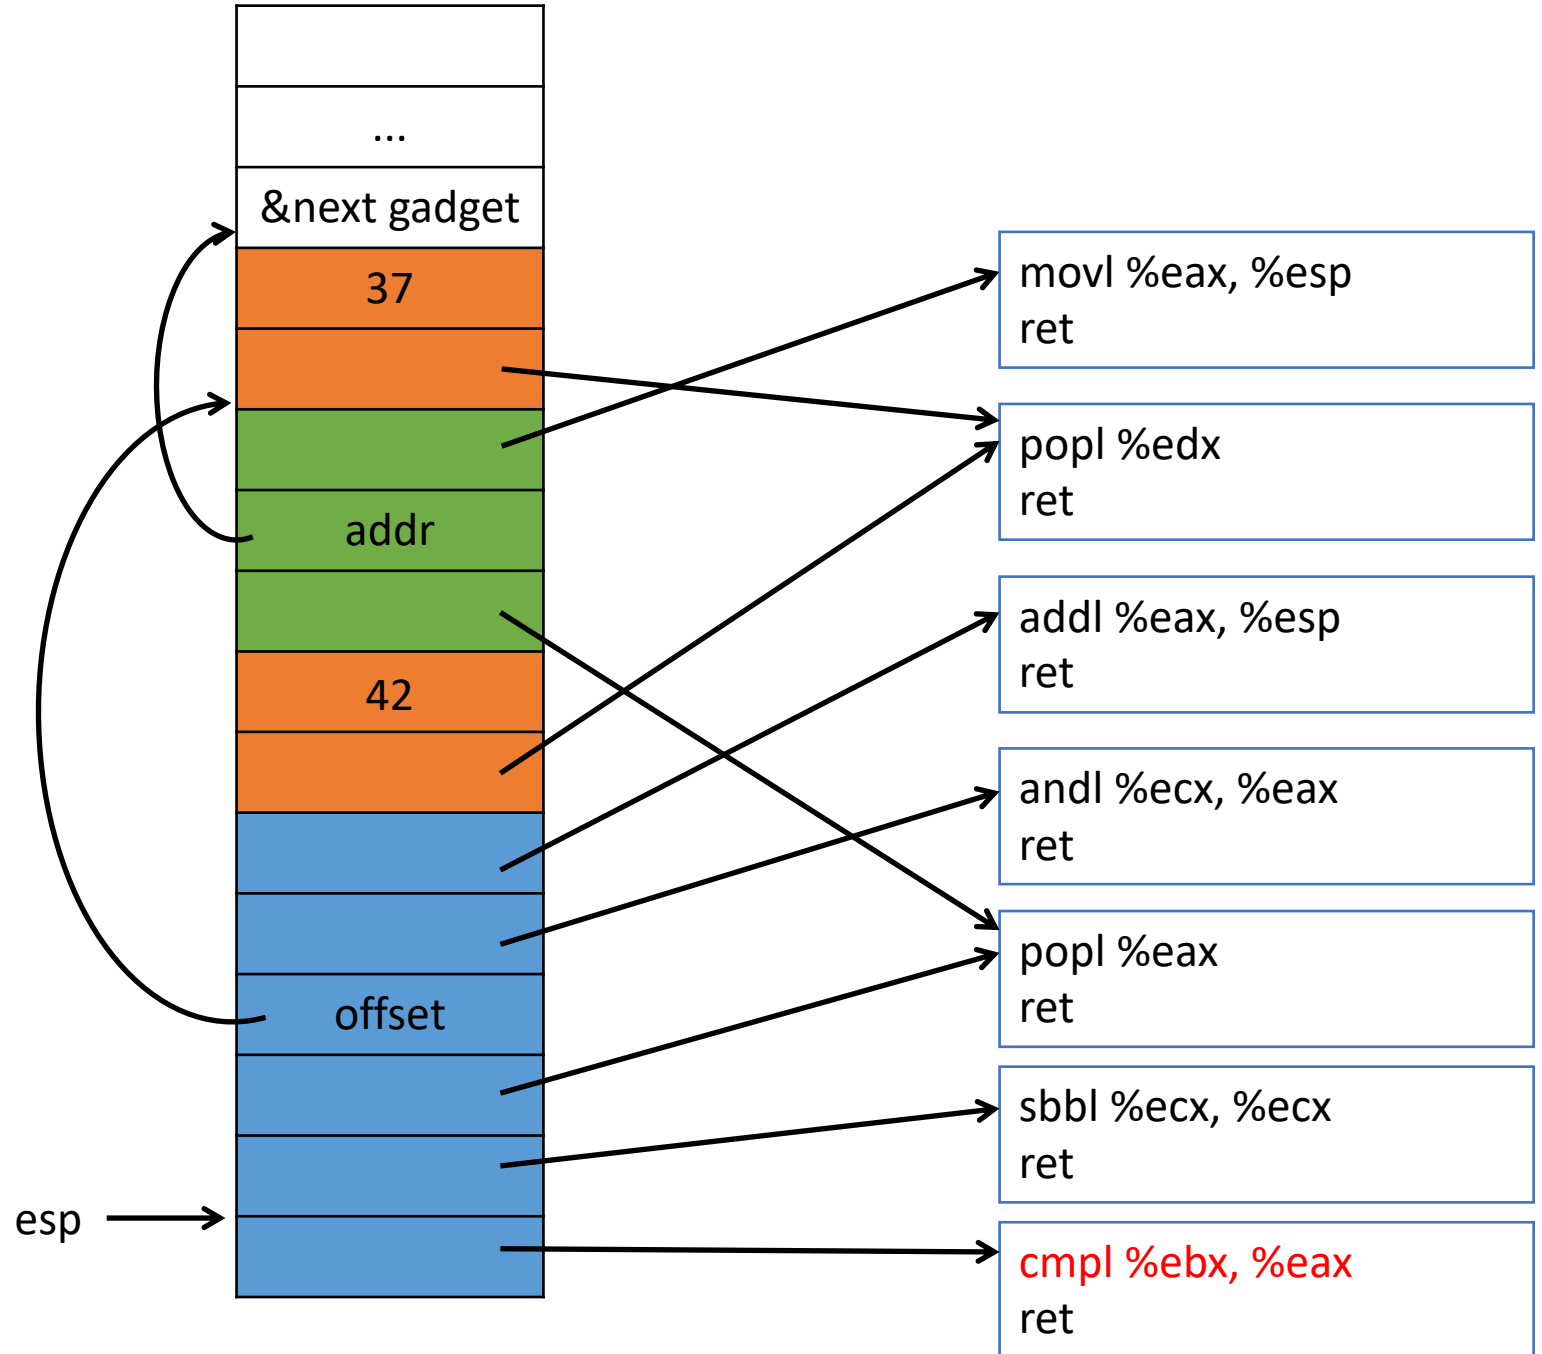 ...
&next gadget
37
addr
42
offset
esp
movl %eax, %esp
ret
popl %edx
ret
addl %eax, %esp
ret
andl %ecx, %eax
ret
popl %eax
ret
sbbl %ecx, %ecx
ret
cmpl %ebx, %eax
ret